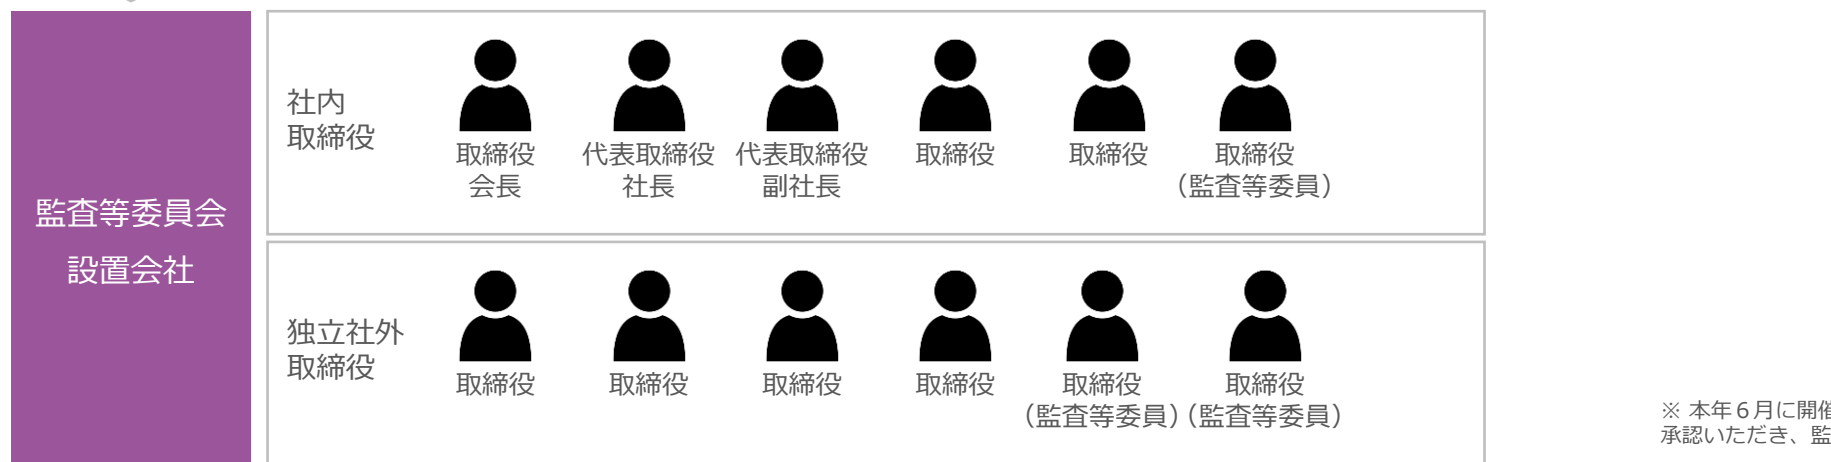 監査等委員会
設置会社
社内
取締役
取締役
会長
代表取締役
社長
代表取締役
副社長
取締役
取締役
取締役
（監査等委員）
独立社外
取締役
取締役
取締役
取締役
取締役
取締役
（監査等委員）
取締役
（監査等委員）
※ 本年６月に開催
承認いただき、監